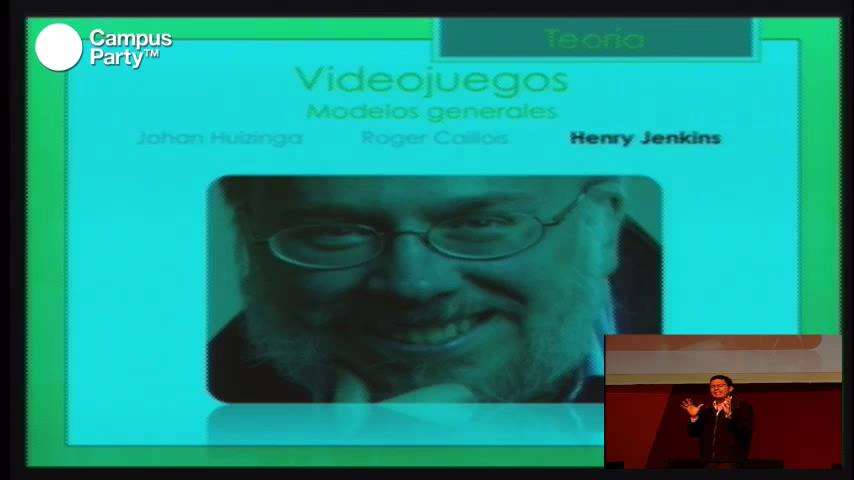 Campus
Party™
Teoría
Videojuegos
Modelos generales
Johan Huizinga Roger Caillois Henry Jenkins